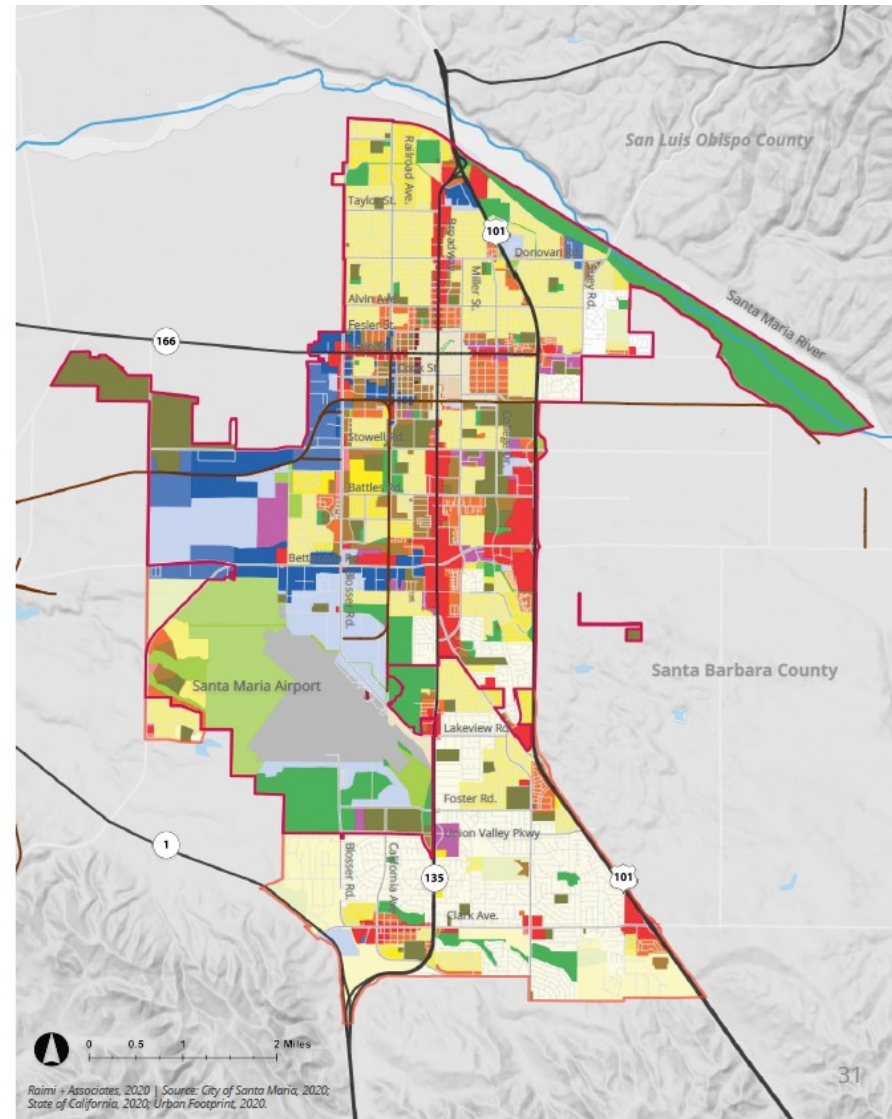 San Luis Obispo County
Railroad Ave.
Taylor St.
Broadway
101
Donovan Rd.
Miller St.
Suey Rd.
Santa Maria River
Alvin Ave.
Fesler St.
166
Cook St.
College Dr.
Stowell Rd.
Battles Rd.
Blosser Rd.
Santa Maria Airport
Santa Barbara County
Lakeview Rd.
Foster Rd.
Union Valley Pkwy
1
Blosser Rd.
California Ave.
135
101
Clark Ave.
0 0.5 1 2 Miles
31
Raimi + Associates, 2020 | Source: City of Santa Maria, 2020;
State of California, 2020; Urban Footprint, 2020.